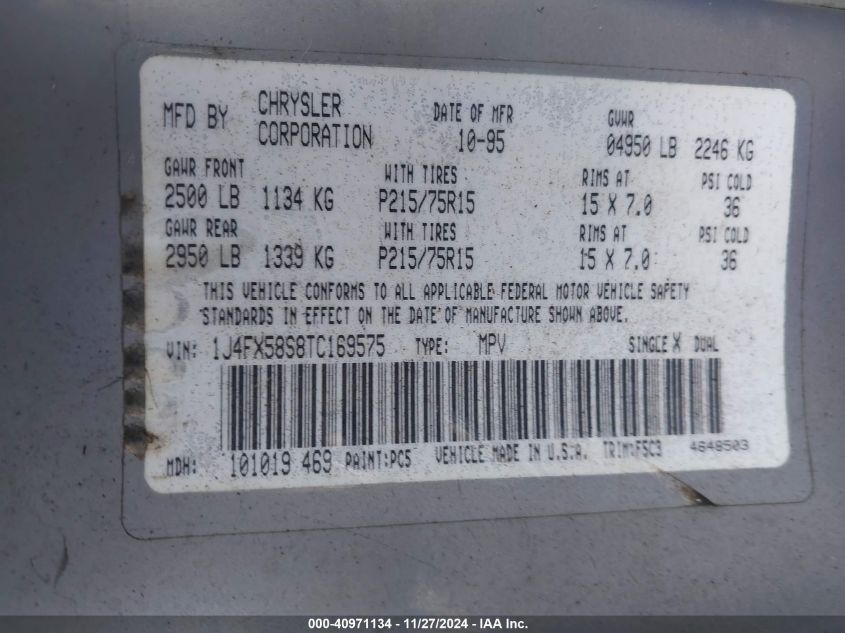 MFD BY CHRYSLER CORPORATION DATE OF MFR 10-95 GVWR 04950 LB 2246 KG
GAWR FRONT WITH TIRES RIMS AT PSI COLD
2500 LB 1134 KG P215/75R15 15 X 7.0 36
GAWR REAR WITH TIRES RIMS AT PSI COLD
2950 LB 1339 KG P215/75R15 15 X 7.0 36
THIS VEHICLE CONFORMS TO ALL APPLICABLE FEDERAL MOTOR VEHICLE SAFETY
STANDARDS IN EFFECT ON THE DATE OF MANUFACTURE SHOWN ABOVE.
VIN: 1J4FX58S8TC169575 TYPE: MPV SINGLE X DUAL
MDH: 101019 469 PAINT:PC5 VEHICLE MADE IN U.S.A. TRIM:F5C3 4648503
000-40971134 - 11/27/2024 - IAA Inc.